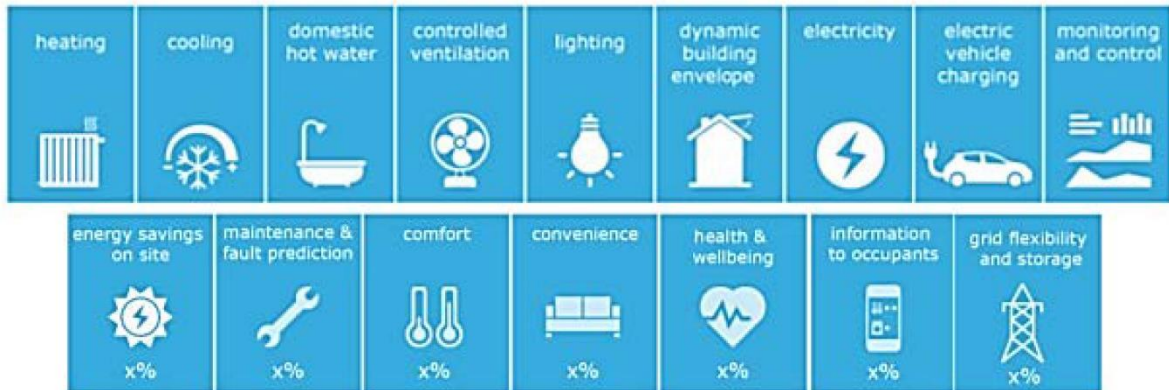 heating
cooling
domestic
hot water
controlled
ventilation
lighting
dynamic
building
envelope
electricity
electric
vehicle
charging
monitoring
and control
energy savings
on site
x%
maintenance &
fault prediction
x%
comfort
x%
convenience
x%
health &
wellbeing
x%
information
to occupants
x%
grid flexibility
and storage
x%